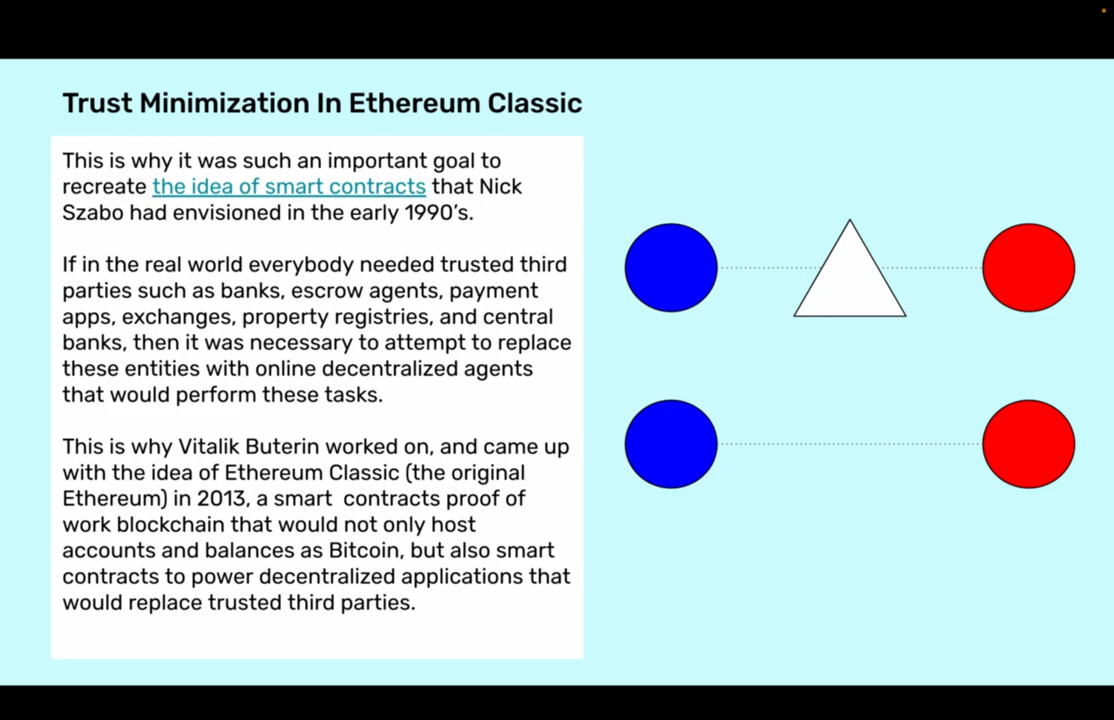 Trust Minimization In Ethereum Classic
This is why it was such an important goal to
recreate the idea of smart contracts that Nick
Szabo had envisioned in the early 1990's.
If in the real world everybody needed trusted third
parties such as banks, escrow agents, payment
apps, exchanges, property registries, and central
banks, then it was necessary to attempt to replace
these entities with online decentralized agents
that would perform these tasks.
This is why Vitalik Buterin worked on, and came up
with the idea of Ethereum Classic (the original
Ethereum) in 2013, a smart  contracts proof of
work blockchain that would not only host
accounts and balances as Bitcoin, but also smart
contracts to power decentralized applications that
would replace trusted third parties.